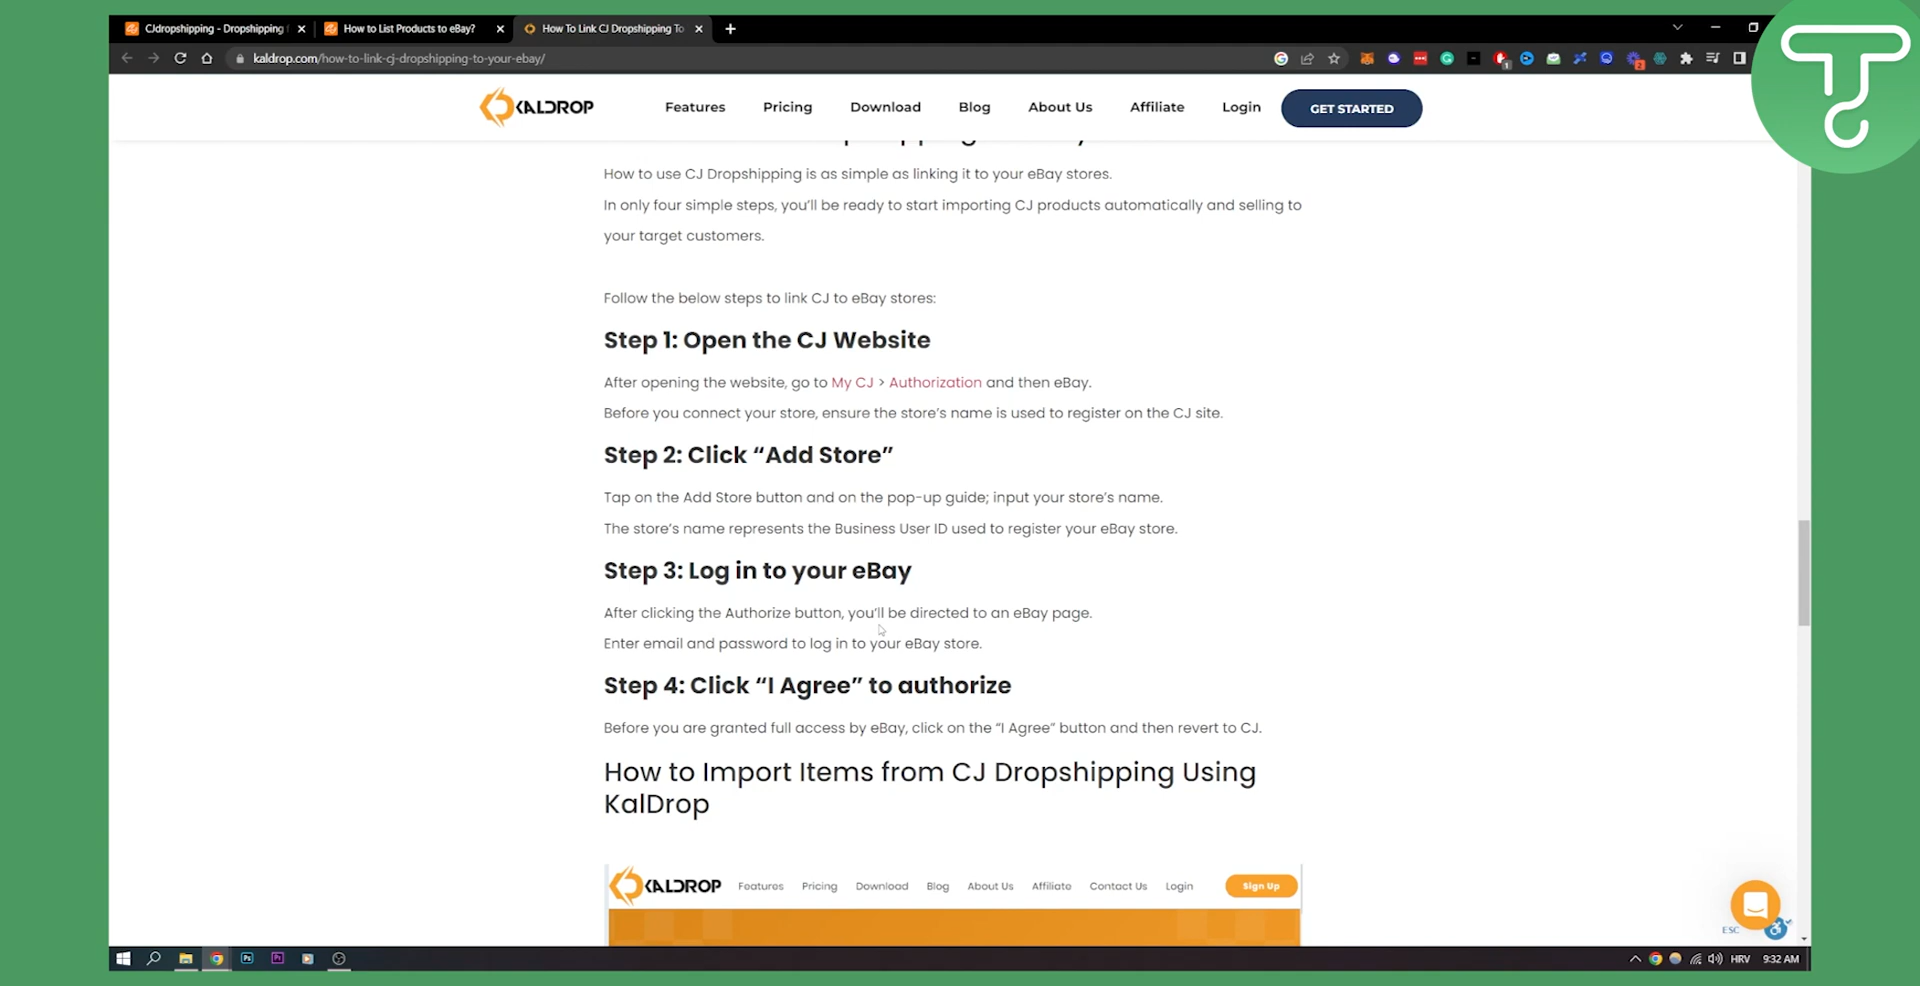 CJdropshipping - Dropshipping
How to List Products to eBay?
How To Link CJ Dropshipping To
kaldrop.com/how-to-link-cj-dropshipping-to-your-ebay/
KALDROP
Features
Pricing
Download
Blog
About Us
Affiliate
Login
GET STARTED
How to use CJ Dropshipping is as simple as linking it to your eBay stores.
In only four simple steps, you'll be ready to start importing CJ products automatically and selling to
your target customers.
Follow the below steps to link CJ to eBay stores:
Step 1: Open the CJ Website
After opening the website, go to My CJ > Authorization and then eBay.
Before you connect your store, ensure the store's name is used to register on the CJ site.
Step 2: Click “Add Store”
Tap on the Add Store button and on the pop-up guide; input your store's name.
The store's name represents the Business User ID used to register your eBay store.
Step 3: Log in to your eBay
After clicking the Authorize button, you'll be directed to an eBay page.
Enter email and password to log in to your eBay store.
Step 4: Click “I Agree” to authorize
Before you are granted full access by eBay, click on the “I Agree” button and then revert to CJ.
How to Import Items from CJ Dropshipping Using
KalDrop
KALDROP
Features
Pricing
Download
Blog
About Us
Affiliate
Contact Us
Login
Sign Up
ESC
HRV
9:32 AM